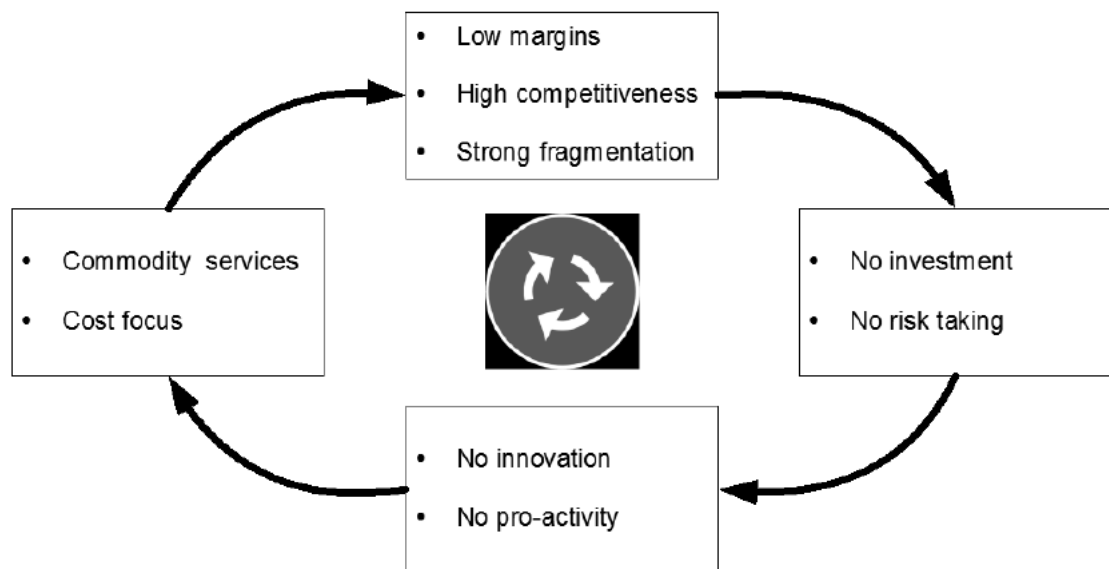 • Low margins
• High competitiveness
• Strong fragmentation
• Commodity services
• Cost focus
• No investment
• No risk taking
• No innovation
• No pro-activity